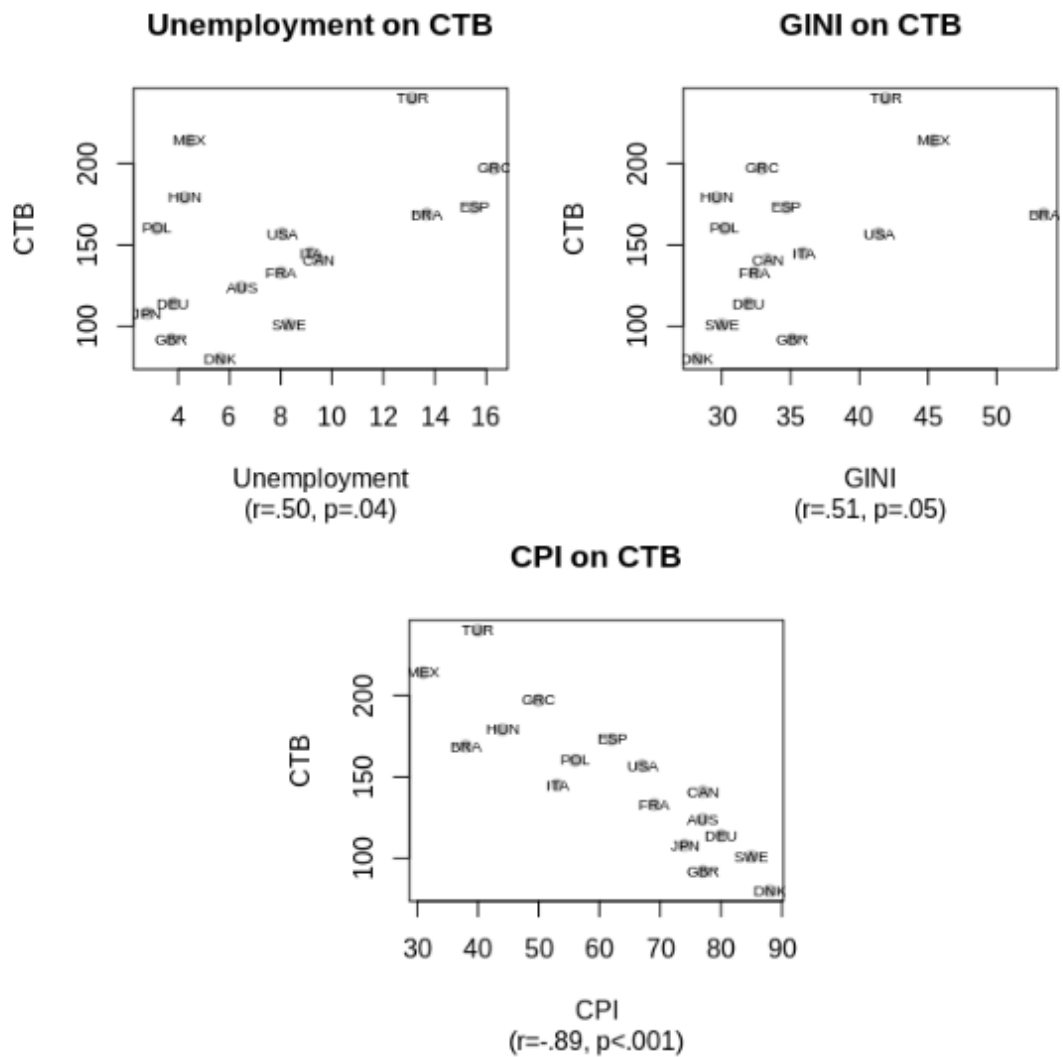 Unemployment on CTB
GINI on CTB
CTB
200
150
100
TUR
MEX
GRC
HUN
ESP
BRA
POL
USA
ITA
CAN
FRA
AUS
DEU
JPN
SWE
GBR
DNK
4 6 8 10 12 14 16
Unemployment
(r=.50, p=.04)
CTB
200
150
100
TUR
MEX
GRC
HUN
ESP
BRA
POL
USA
ITA
CAN
FRA
DEU
SWE
GBR
DNK
30 35 40 45 50
GINI
(r=.51, p=.05)
CPI on CTB
CTB
200
150
100
TUR
MEX
GRC
HUN
ESP
BRA
POL
USA
ITA
CAN
FRA
AUS
DEU
JPN
SWE
GBR
DNK
30 40 50 60 70 80 90
CPI
(r=-.89, p<.001)